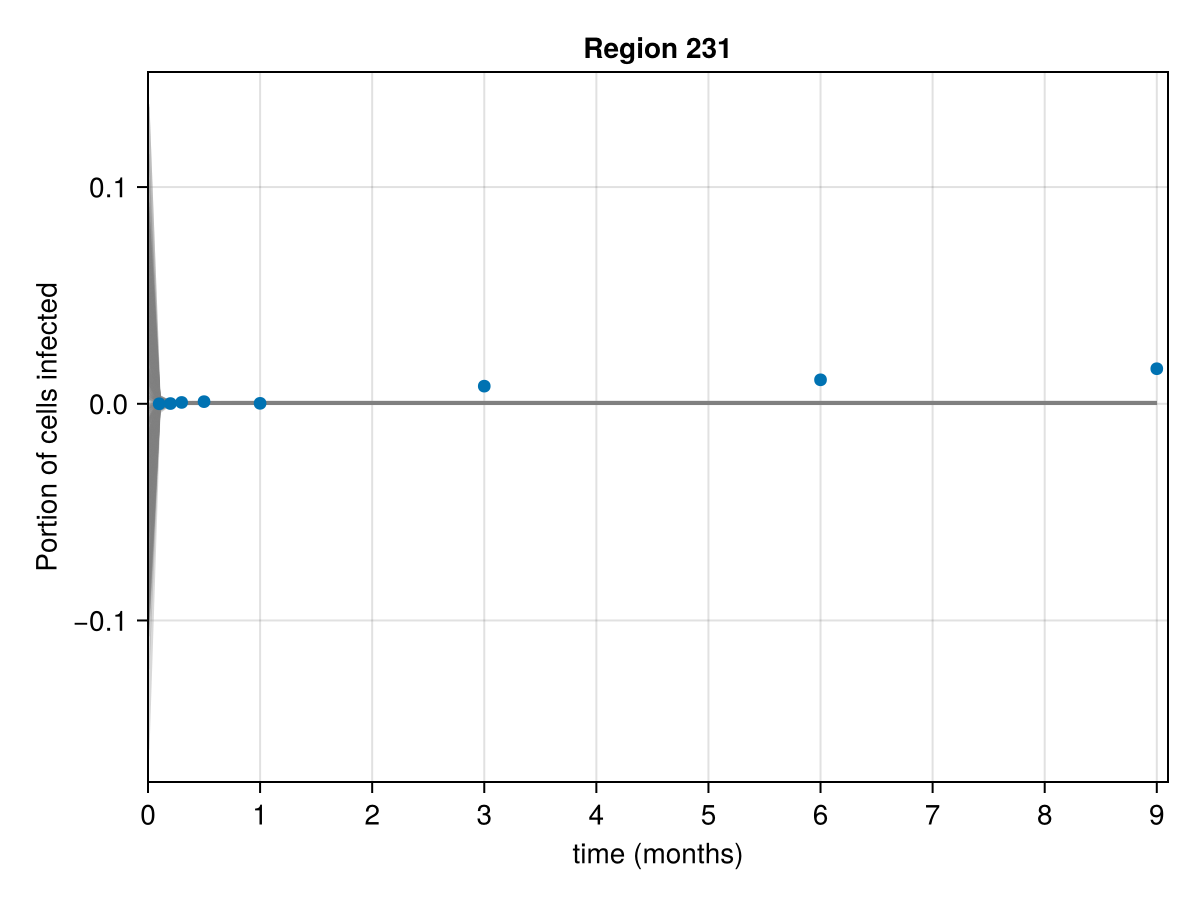 Region 231
Portion of cells infected
0.1
0.0
−0.1
0 1 2 3 4 5 6 7 8 9
time (months)